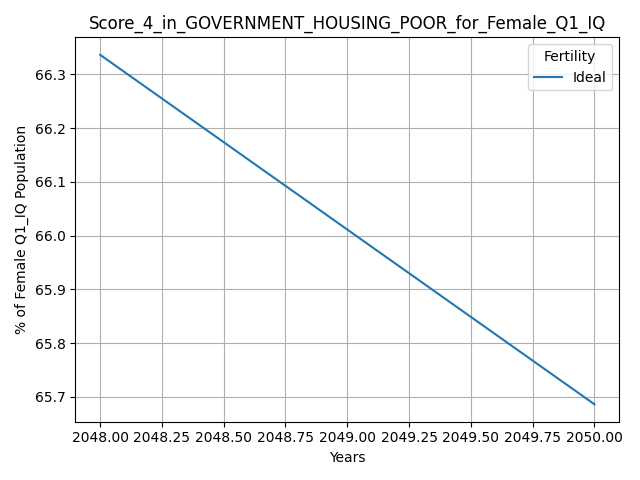 Score_4_in_GOVERNMENT_HOUSING_POOR_for_Female_Q1_IQ
Fertility
Ideal
% of Female Q1_IQ Population
66.3
66.2
66.1
66.0
65.9
65.8
65.7
2048.00 2048.25 2048.50 2048.75 2049.00 2049.25 2049.50 2049.75 2050.00
Years